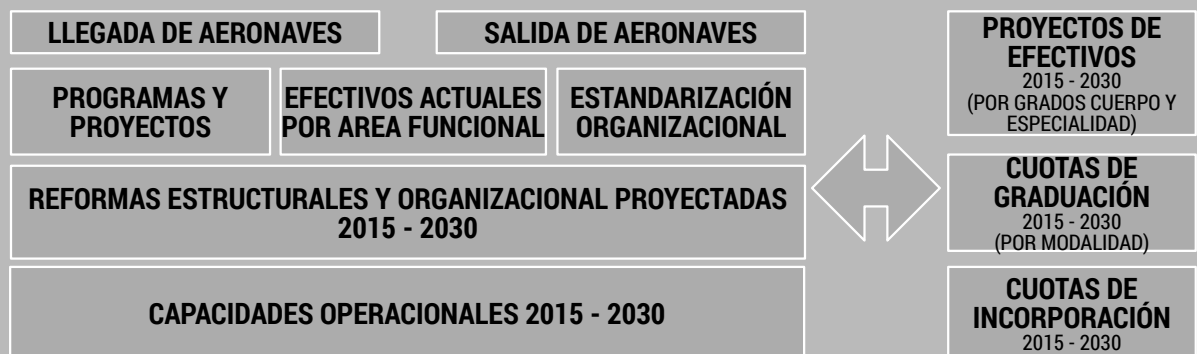 LLEGADA DE AERONAVES
SALIDA DE AERONAVES
PROGRAMAS Y
PROYECTOS
EFECTIVOS ACTUALES
POR AREA FUNCIONAL
ESTANDARIZACIÓN
ORGANIZACIONAL
REFORMAS ESTRUCTURALES Y ORGANIZACIONAL PROYECTADAS
2015 - 2030
CAPACIDADES OPERACIONALES 2015 - 2030
PROYECTOS DE
EFECTIVOS
2015 - 2030
(POR GRADOS CUERPO Y
ESPECIALIDAD)
CUOTAS DE
GRADUACIÓN
2015 - 2030
(POR MODALIDAD)
CUOTAS DE
INCORPORACIÓN
2015 - 2030